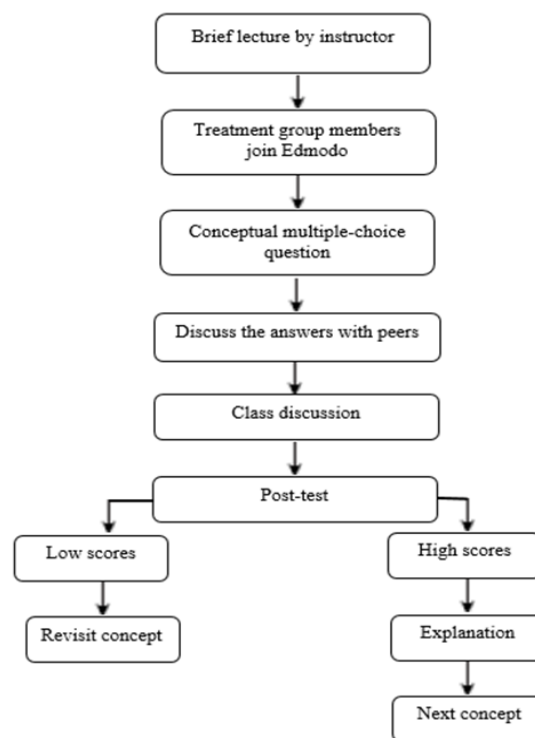 Brief lecture by instructor
Treatment group members
join Edmodo
Conceptual multiple-choice
question
Discuss the answers with peers
Class discussion
Post-test
Low scores
High scores
Revisit concept
Explanation
Next concept